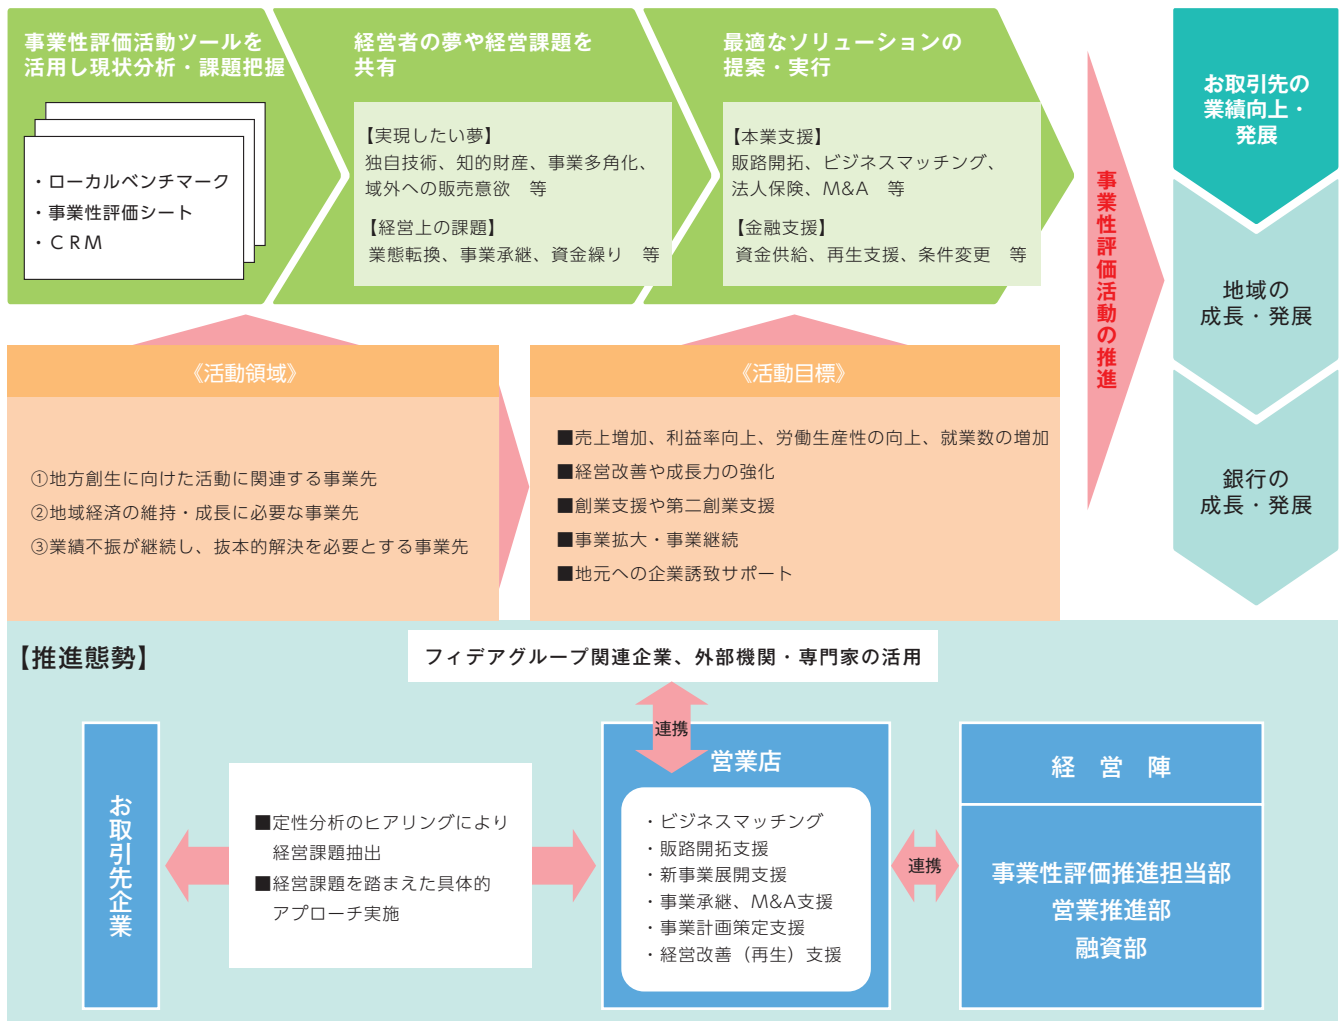 事業性評価活動ツールを
活用し現状分析・課題把握
・ローカルベンチマーク
・事業性評価シート
・ＣＲＭ
経営者の夢や経営課題を
共有
【実現したい夢】
独自技術、知的財産、事業多角化、
域外への販売意欲　等
【経営上の課題】
業態転換、事業承継、資金繰り　等
最適なソリューションの
提案・実行
【本業支援】
販路開拓、ビジネスマッチング、
法人保険、M&A　等
【金融支援】
資金供給、再生支援、条件変更　等
事業性評価活動の推進
お取引先の
業績向上・
発展
地域の
成長・発展
銀行の
成長・発展
《活動領域》
①地方創生に向けた活動に関連する事業先
②地域経済の維持・成長に必要な事業先
③業績不振が継続し、抜本的解決を必要とする事業先
《活動目標》
■売上増加、利益率向上、労働生産性の向上、就業数の増加
■経営改善や成長力の強化
■創業支援や第二創業支援
■事業拡大・事業継続
■地元への企業誘致サポート
【推進態勢】
フィデアグループ関連企業、外部機関・専門家の活用
連携
お取引先企業
■定性分析のヒアリングにより
経営課題抽出
■経営課題を踏まえた具体的
アプローチ実施
営業店
・ビジネスマッチング
・販路開拓支援
・新事業展開支援
・事業承継、M&A支援
・事業計画策定支援
・経営改善（再生）支援
連携
経　営　陣
事業性評価推進担当部
営業推進部
融資部